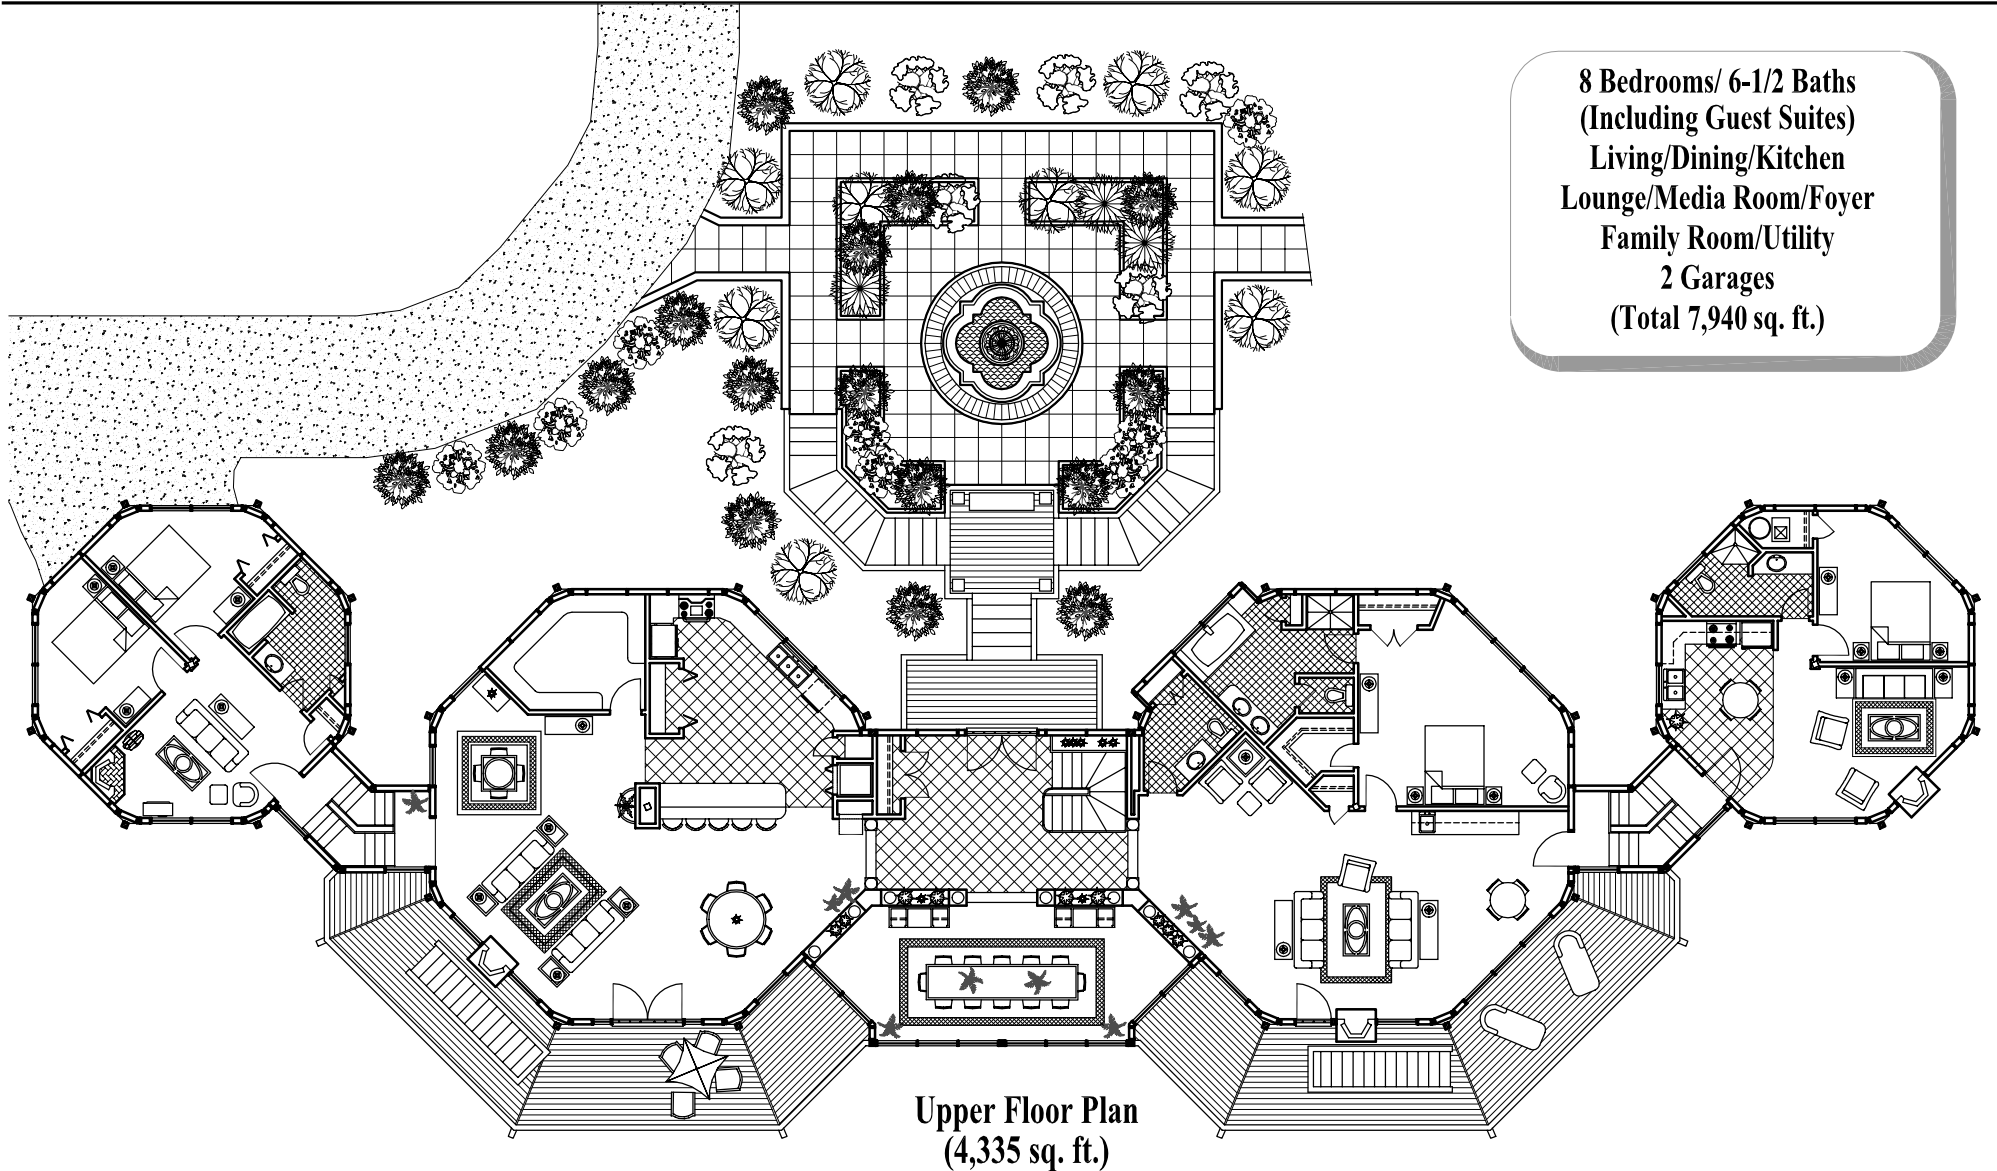 8 Bedrooms/ 6-1/2 Baths
(Including Guest Suites)
Living/Dining/Kitchen
Lounge/Media Room/Foyer
Family Room/Utility
2 Garages
(Total 7,940 sq. ft.)
Upper Floor Plan
(4,335 sq. ft.)